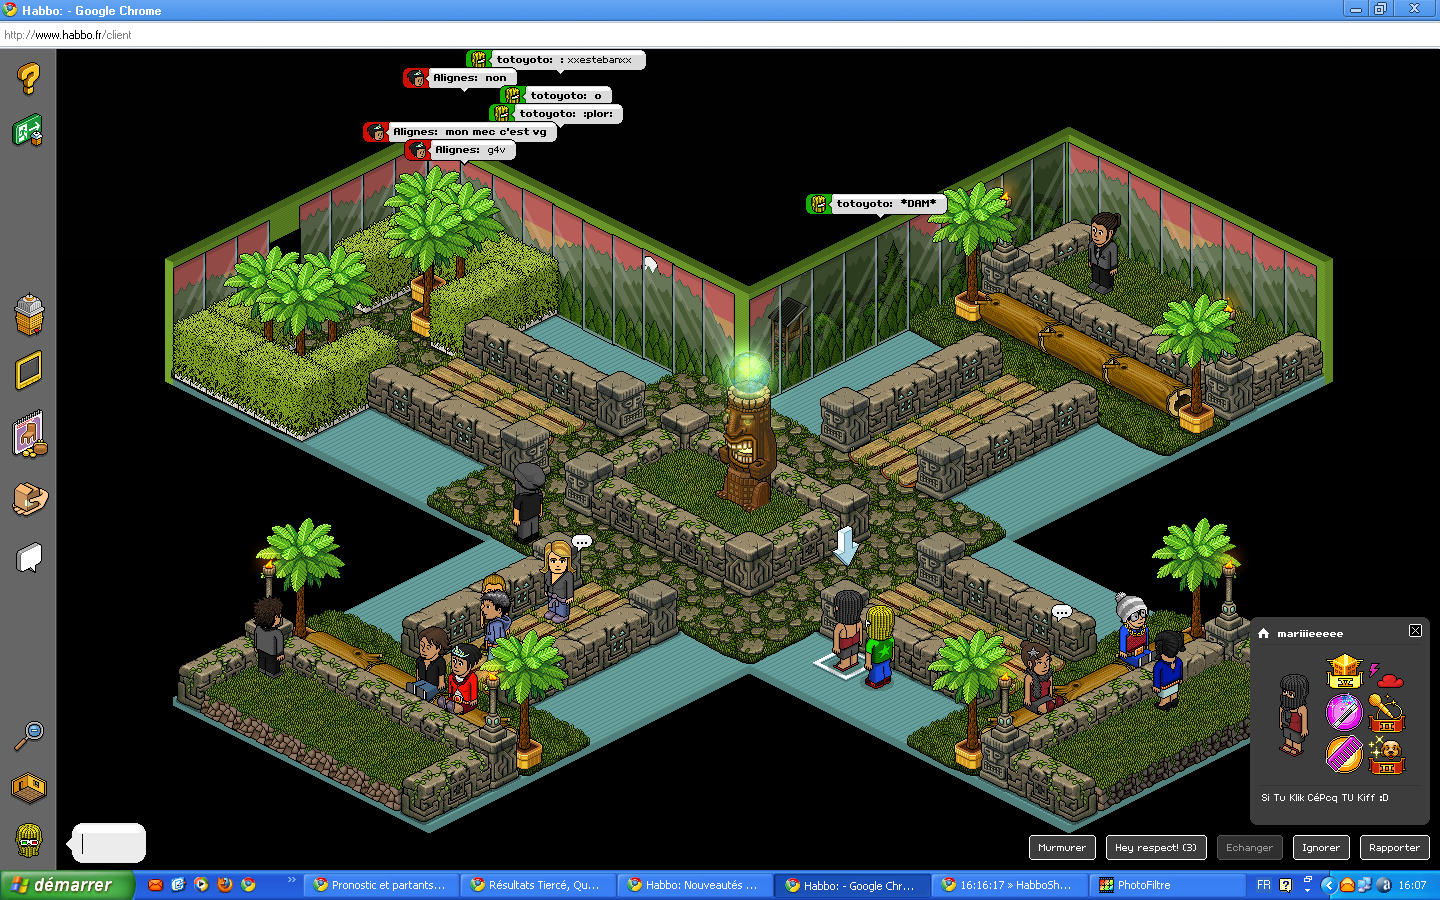 Habbo: - Google Chrome
http://www.habbo.fr/client
totoyoto: : xxestebanxx
Alignes: non
totoyoto: o
totoyoto: :plor:
Alignes: mon mec c'est vg
Alignes: g4v
totoyoto: *DAM*
mariiieeeee
Si Tu Klik CéPcq TU Kiff :D
Murmurer
Hey respect! (3)
Echanger
Ignorer
Rapporter
démarrer
Pronostic et partants...
Résultats Tiercé, Qu...
Habbo: Nouveautés ...
Habbo: - Google Chr...
16:16:17 » HabboSh...
PhotoFiltre
FR
16:07